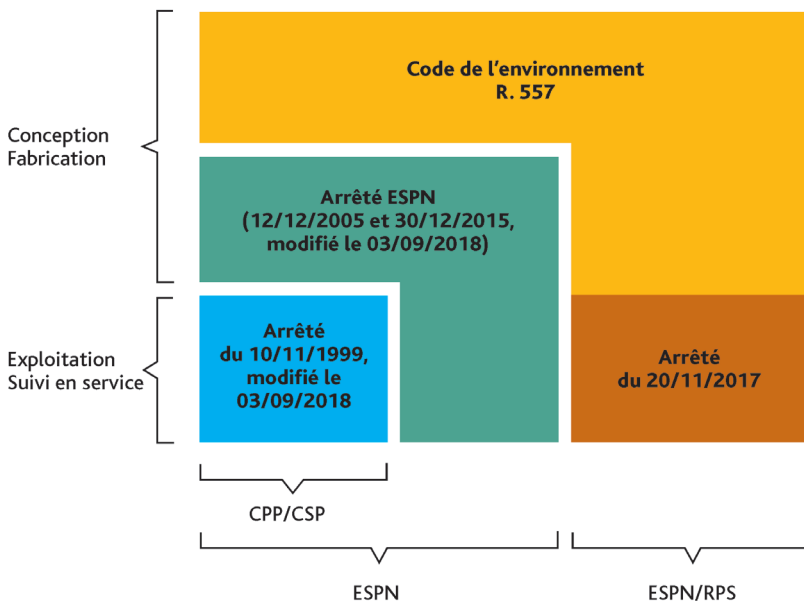 Code de l’environnement
R. 557
Conception
Fabrication
Arrêté ESPN
(12/12/2005 et 30/12/2015,
modifié le 03/09/2018)
Exploitation
Suivi en service
Arrêté
du 10/11/1999,
modifié le
03/09/2018
Arrêté
du 20/11/2017
CPP/CSP
ESPN
ESPN/RPS